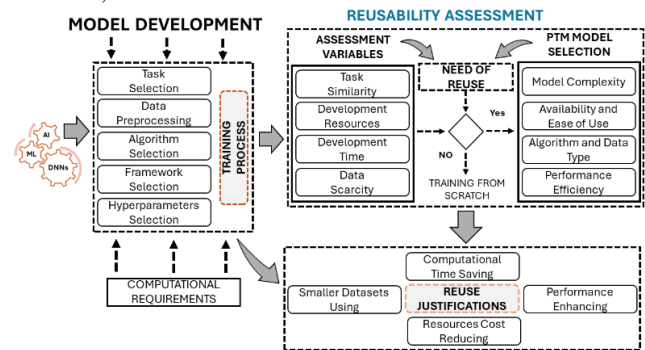 REUSABILITY ASSESSMENT
MODEL DEVELOPMENT
Task
Selection
Data
Preprocessing
Algorithm
Selection
Framework
Selection
Hyperparameters
Selection
TRAINING
PROCESS
AI
ML
DNNs
COMPUTATIONAL
REQUIREMENTS
ASSESSMENT
VARIABLES
Task
Similarity
Development
Resources
Development
Time
Data
Scarcity
NEED OF
REUSE
Yes
NO
TRAINING FROM
SCRATCH
PTM MODEL
SELECTION
Model Complexity
Availability and
Ease of Use
Algorithm and Data
Type
Performance
Efficiency
Computational
Time Saving
Smaller Datasets
Using
REUSE
JUSTIFICATIONS
Performance
Enhancing
Resources Cost
Reducing